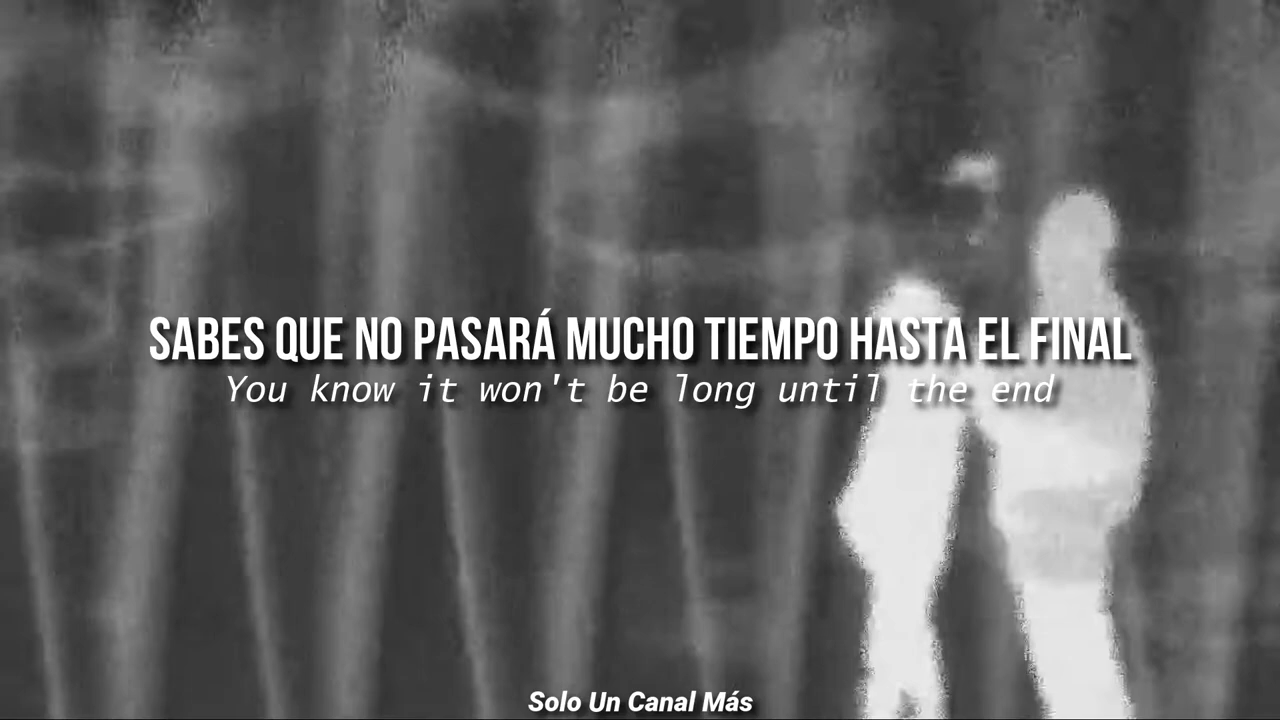 SABES QUE NO PASARÁ MUCHO TIEMPO HASTA EL FINAL
You know it won't be long until the end
Solo Un Canal Más